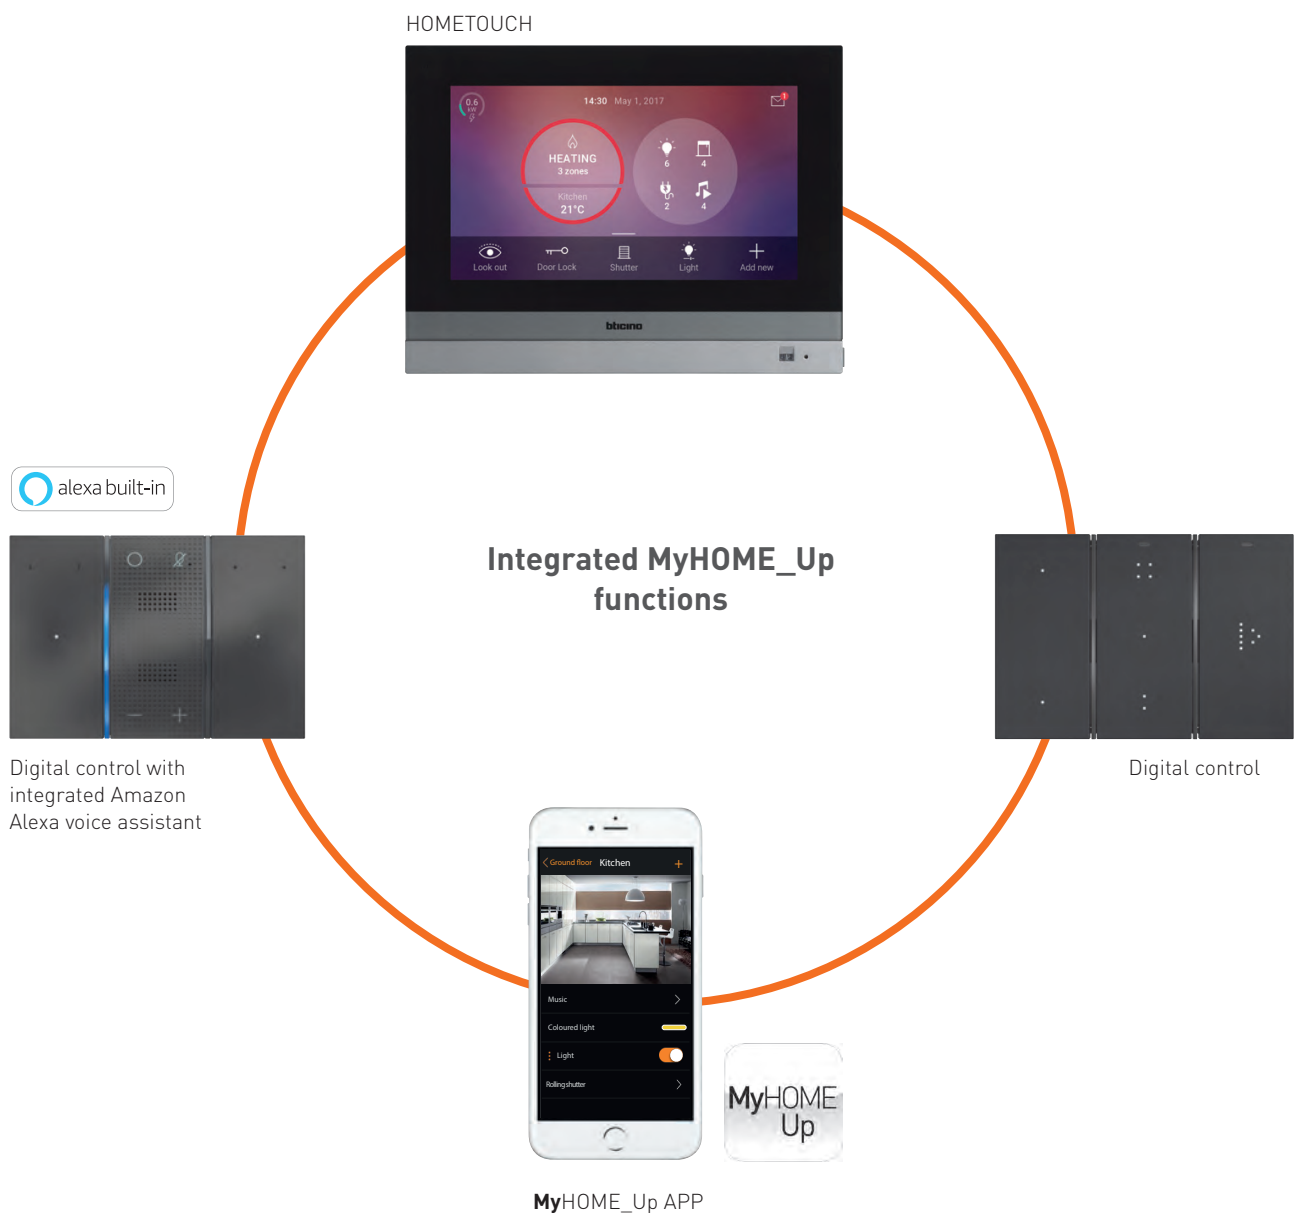 HOMETOUCH
0.6
kW
14:30 May 1, 2017
1
HEATING
3 zones
Kitchen
21°C
6
4
2
4
Look out
Door Lock
Shutter
Light
Add new
bticino
alexa built-in
Integrated MyHOME_Up
functions
Digital control with
integrated Amazon
Alexa voice assistant
Digital control
Ground floor Kitchen
Music
Coloured light
Light
Rolling shutter
MyHOME
Up
MyHOME_Up APP